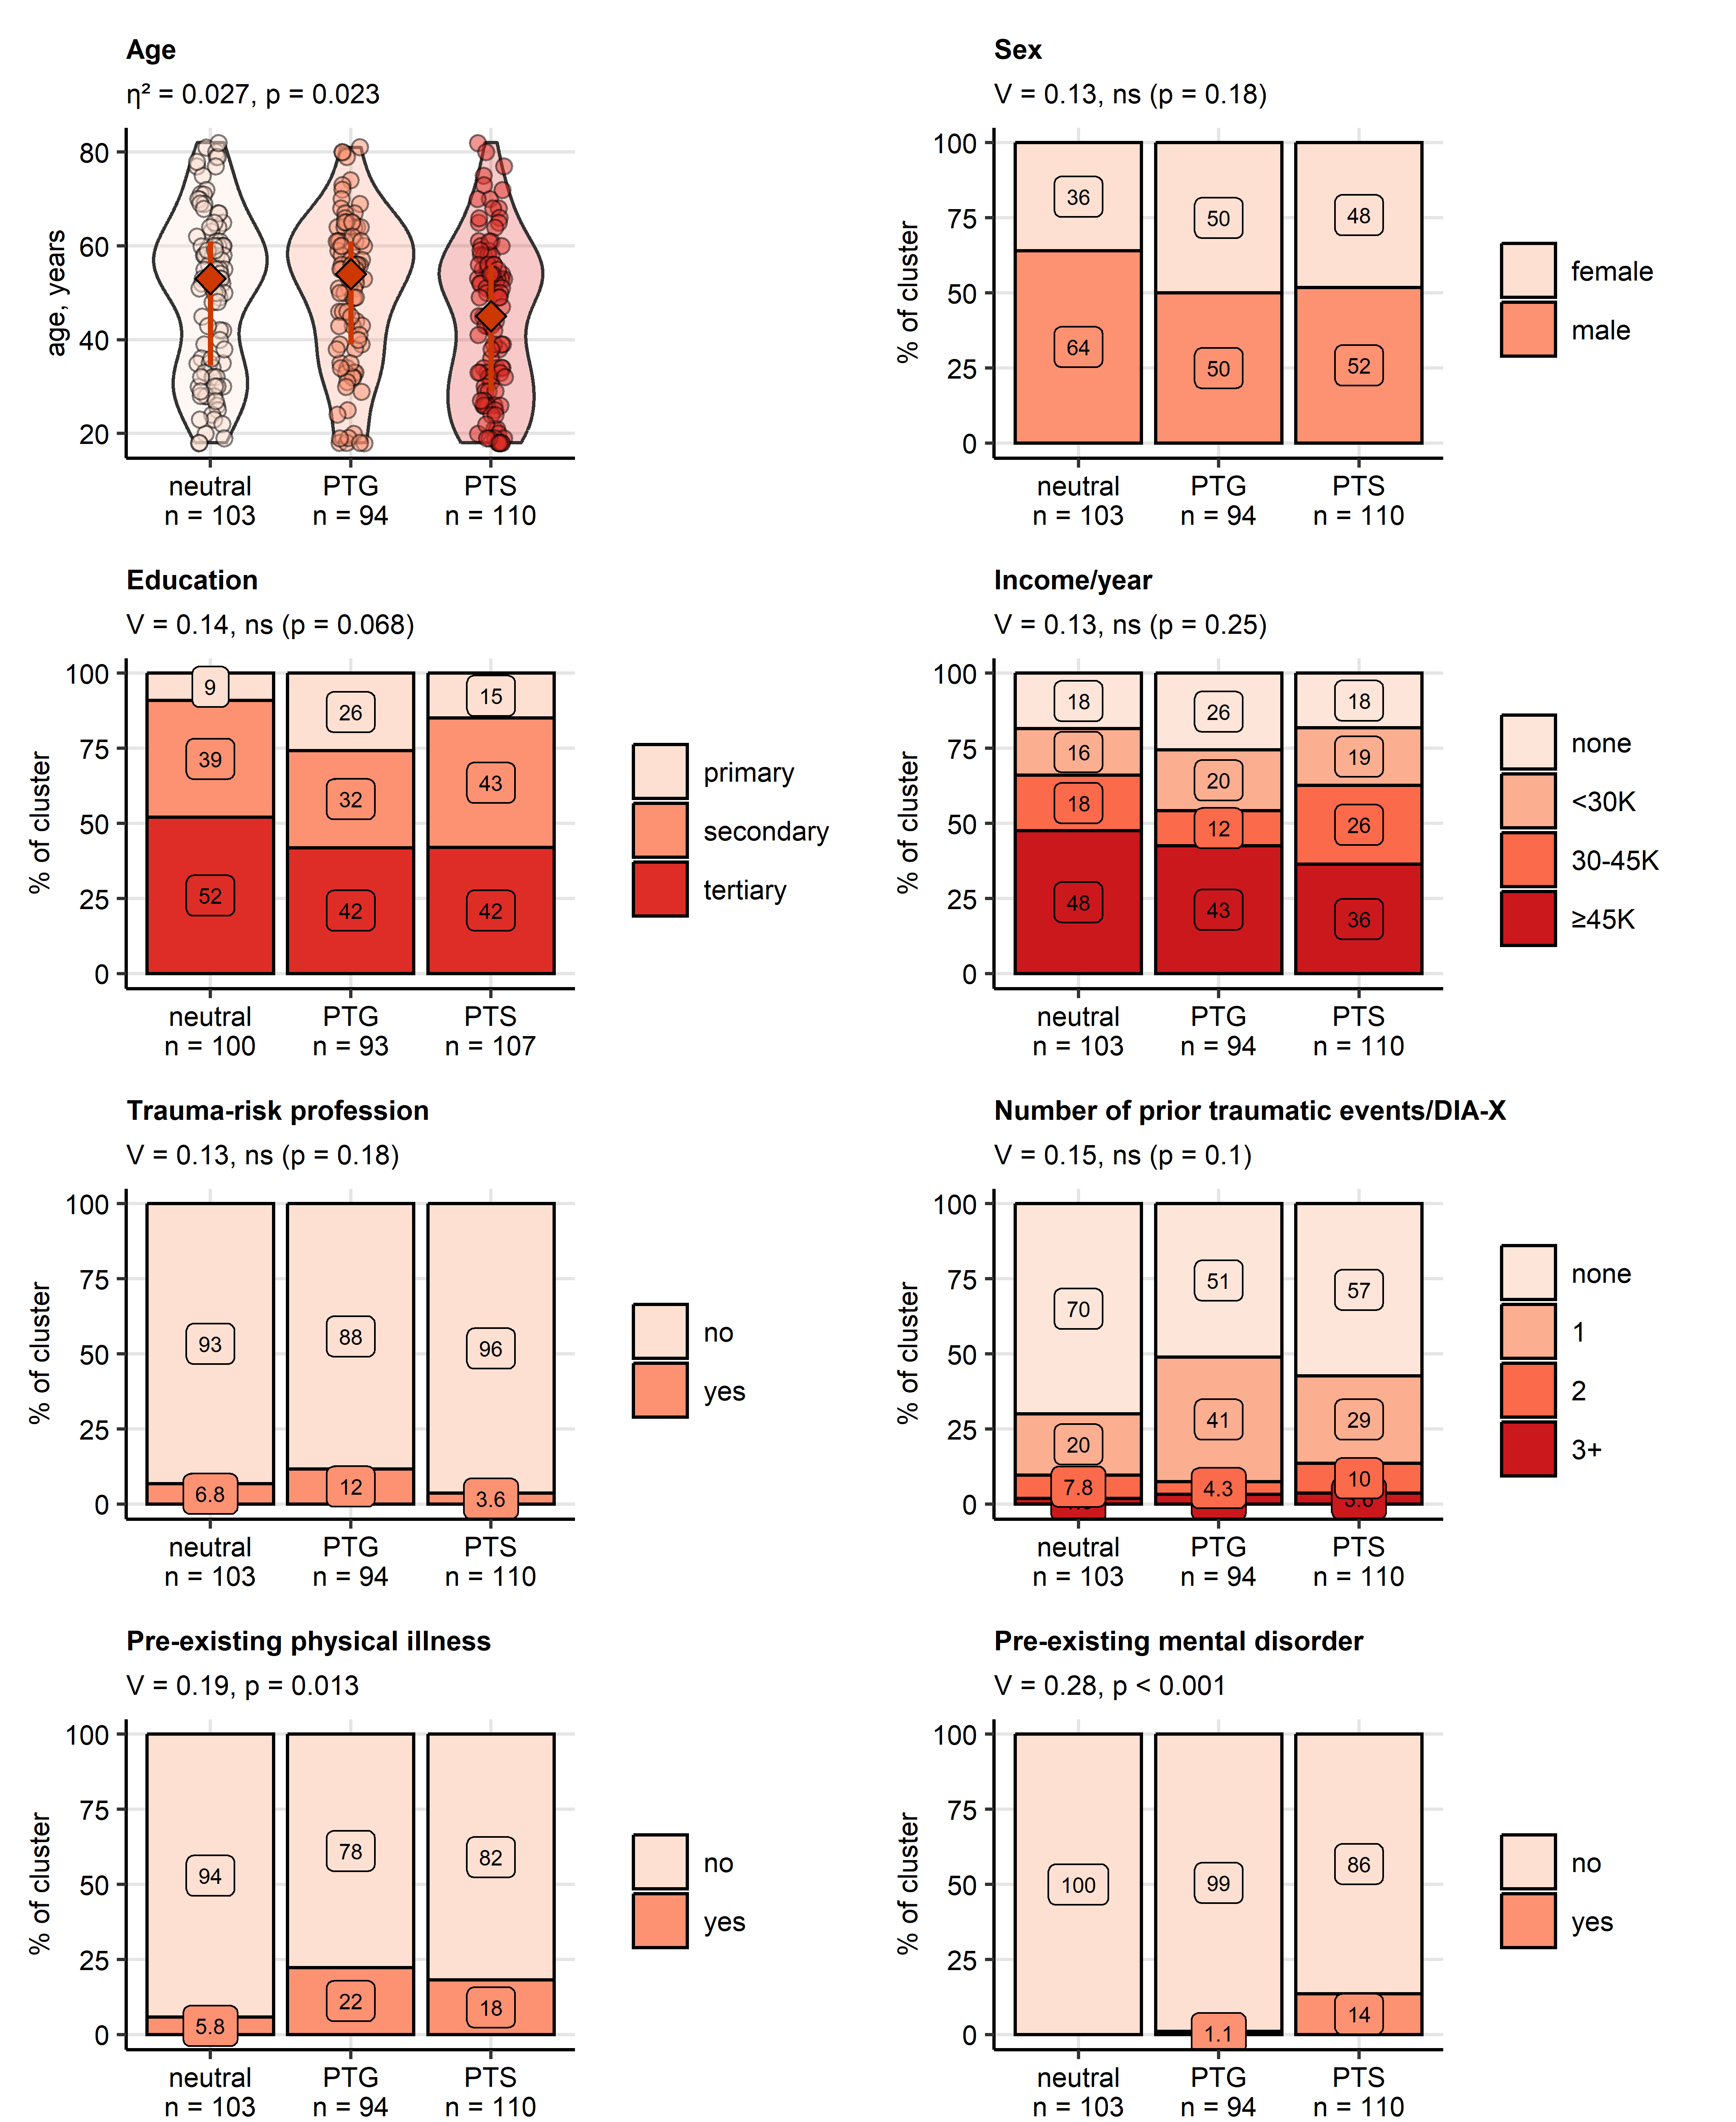 Age
η² = 0.027, p = 0.023
age, years
80
60
40
20
neutral
n = 103
PTG
n = 94
PTS
n = 110
Sex
V = 0.13, ns (p = 0.18)
% of cluster
100
75
50
25
0
36
50
48
64
50
52
neutral
n = 103
PTG
n = 94
PTS
n = 110
female
male
Education
V = 0.14, ns (p = 0.068)
% of cluster
100
75
50
25
0
9
26
15
39
32
43
52
42
42
neutral
n = 100
PTG
n = 93
PTS
n = 107
primary
secondary
tertiary
Income/year
V = 0.13, ns (p = 0.25)
% of cluster
100
75
50
25
0
18
26
18
16
20
19
18
12
26
48
43
36
neutral
n = 103
PTG
n = 94
PTS
n = 110
none
<30K
30-45K
≥45K
Trauma-risk profession
V = 0.13, ns (p = 0.18)
% of cluster
100
75
50
25
0
93
88
96
6.8
12
3.6
neutral
n = 103
PTG
n = 94
PTS
n = 110
no
yes
Number of prior traumatic events/DIA-X
V = 0.15, ns (p = 0.1)
% of cluster
100
75
50
25
0
70
51
57
20
41
29
7.8
4.3
10
neutral
n = 103
PTG
n = 94
PTS
n = 110
none
1
2
3+
Pre-existing physical illness
V = 0.19, p = 0.013
% of cluster
100
75
50
25
0
94
78
82
5.8
22
18
neutral
n = 103
PTG
n = 94
PTS
n = 110
no
yes
Pre-existing mental disorder
V = 0.28, p < 0.001
% of cluster
100
75
50
25
0
100
99
86
1.1
14
neutral
n = 103
PTG
n = 94
PTS
n = 110
no
yes